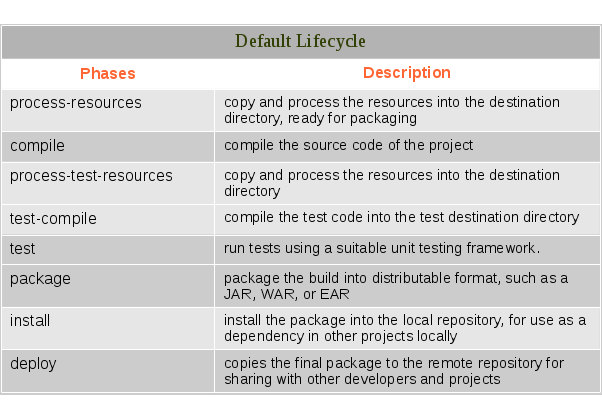 Default Lifecycle
Phases Description
process-resources copy and process the resources into the destination
directory, ready for packaging
compile compile the source code of the project
process-test-resources copy and process the resources into the destination
directory
test-compile compile the test code into the test destination directory
test run tests using a suitable unit testing framework.
package package the build into distributable format, such as a
JAR, WAR, or EAR
install install the package into the local repository, for use as a
dependency in other projects locally
deploy copies the final package to the remote repository for
sharing with other developers and projects